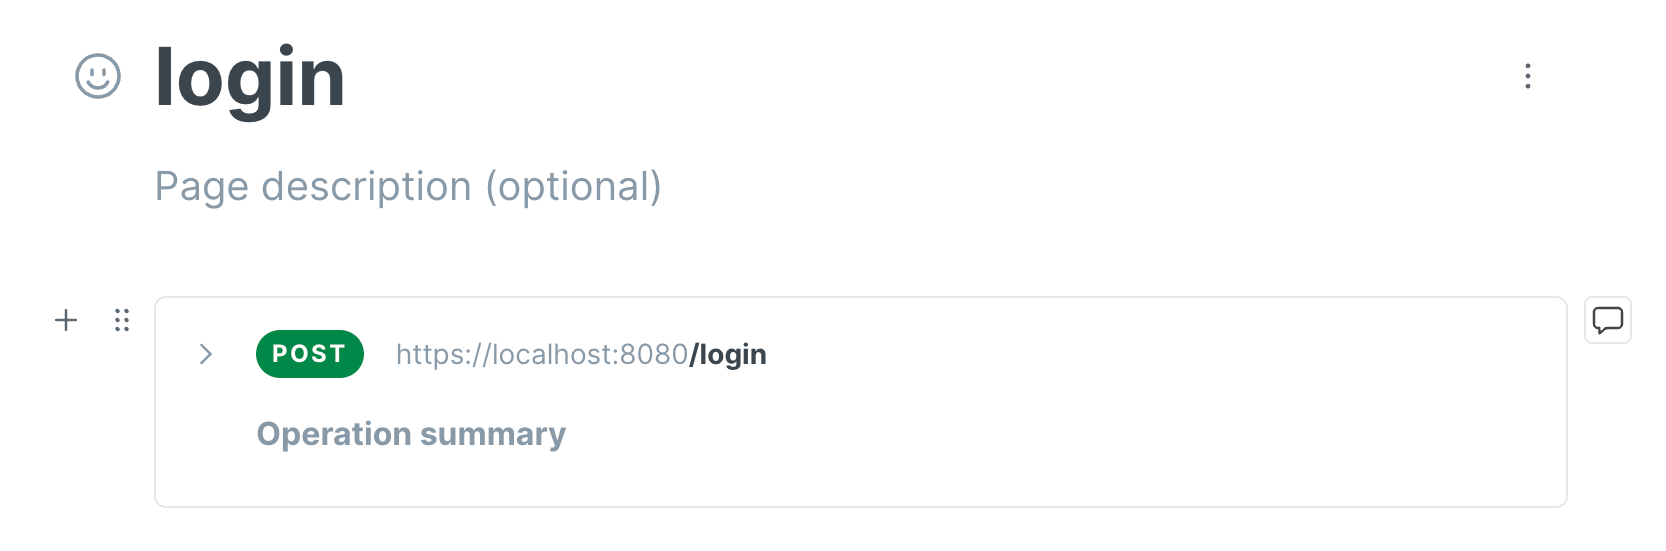 login
Page description (optional)
POST https://localhost:8080/login
Operation summary